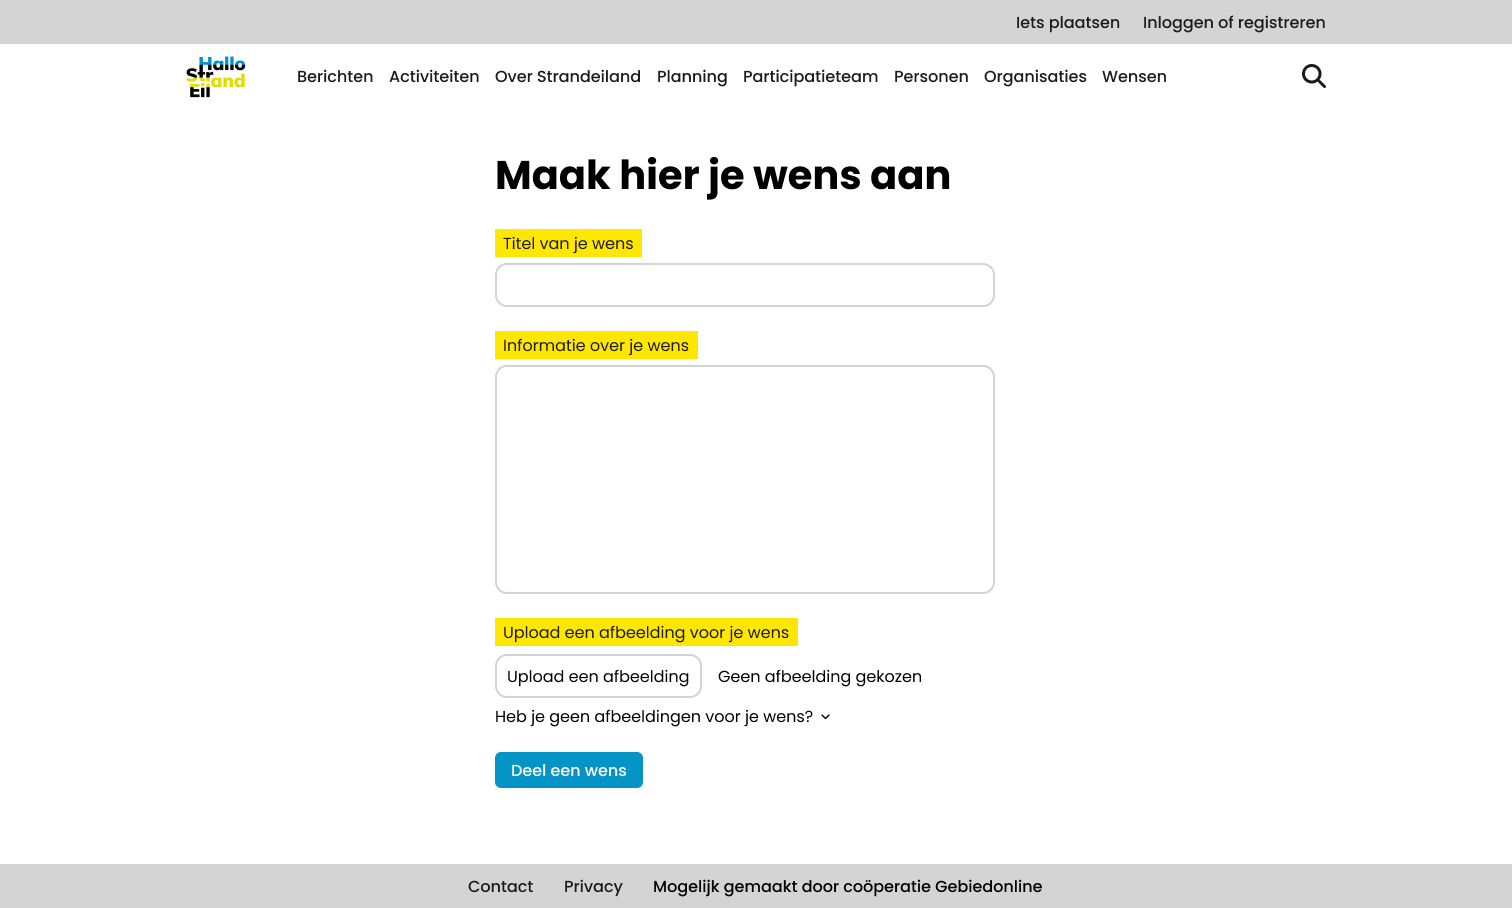 Iets plaatsen Inloggen of registreren
Hallo
Strand
Eil
Berichten Activiteiten Over Strandeiland Planning Participatieteam Personen Organisaties Wensen
Maak hier je wens aan
Titel van je wens
Informatie over je wens
Upload een afbeelding voor je wens
Upload een afbeelding Geen afbeelding gekozen
Heb je geen afbeeldingen voor je wens?
Deel een wens
Contact Privacy Mogelijk gemaakt door coöperatie Gebiedonline